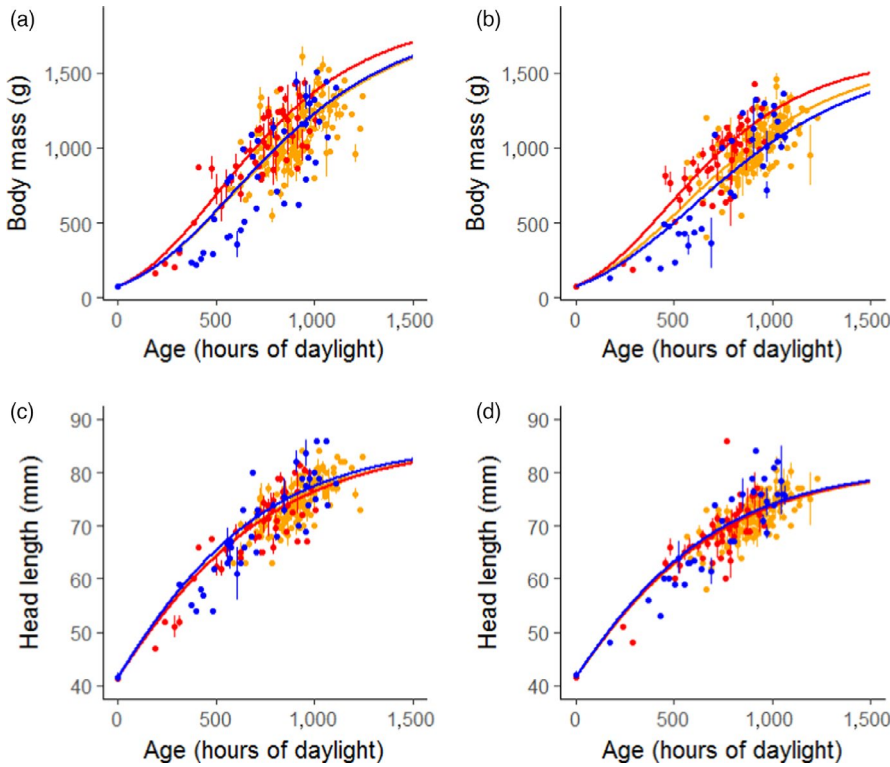 (a)
Body mass (g)
1,500
1,000
500
0
0 500 1,000 1,500
Age (hours of daylight)
(b)
Body mass (g)
1,500
1,000
500
0
0 500 1,000 1,500
Age (hours of daylight)
(c)
Head length (mm)
90
80
70
60
50
40
0 500 1,000 1,500
Age (hours of daylight)
(d)
Head length (mm)
90
80
70
60
50
40
0 500 1,000 1,500
Age (hours of daylight)